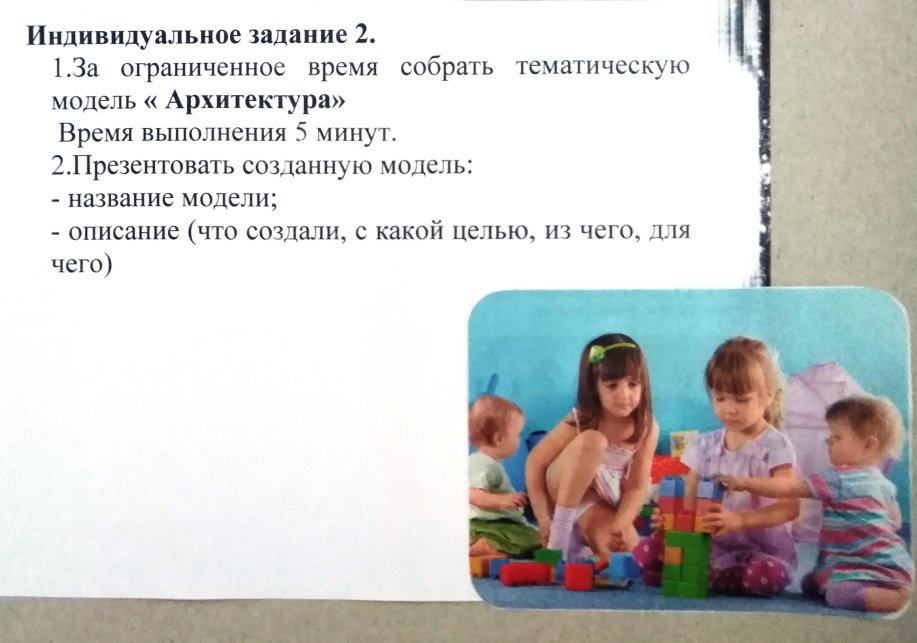 Индивидуальное задание 2.
1.За ограниченное время собрать тематическую
модель « Архитектура»
Время выполнения 5 минут.
2.Презентовать созданную модель:
- название модели;
- описание (что создали, с какой целью, из чего, для
чего)